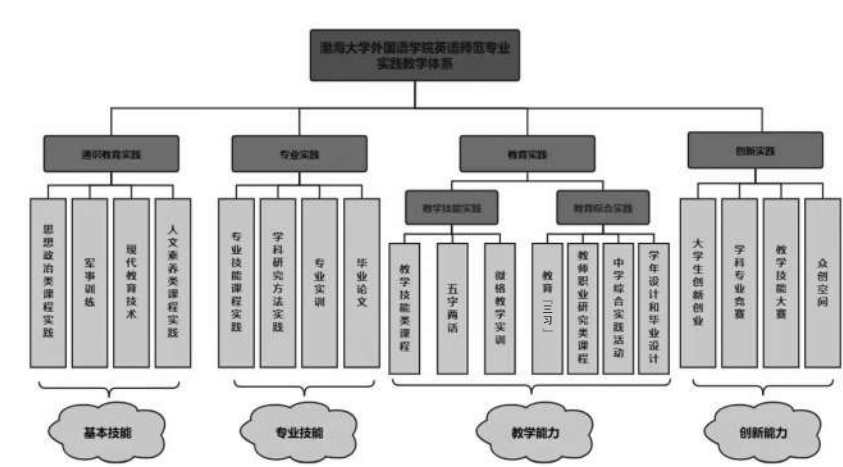 渤海大学外国语学院英语师范专业
实践教学体系
通识教育实践
专业实践
教育实践
创新实践
教学技能实践
教育综合实践
思想政治类课程实践
军事训练
现代教育技术
人文素养类课程实践
专业技能课程实践
学科研究方法实践
专业实训
毕业论文
教学技能类课程
五字两话
微格教学实训
教育「三习」
教师职业研究类课程
中学综合实践活动
学年设计和毕业设计
大学生创新创业
学科专业竞赛
教学技能大赛
众创空间
基本技能
专业技能
教学能力
创新能力